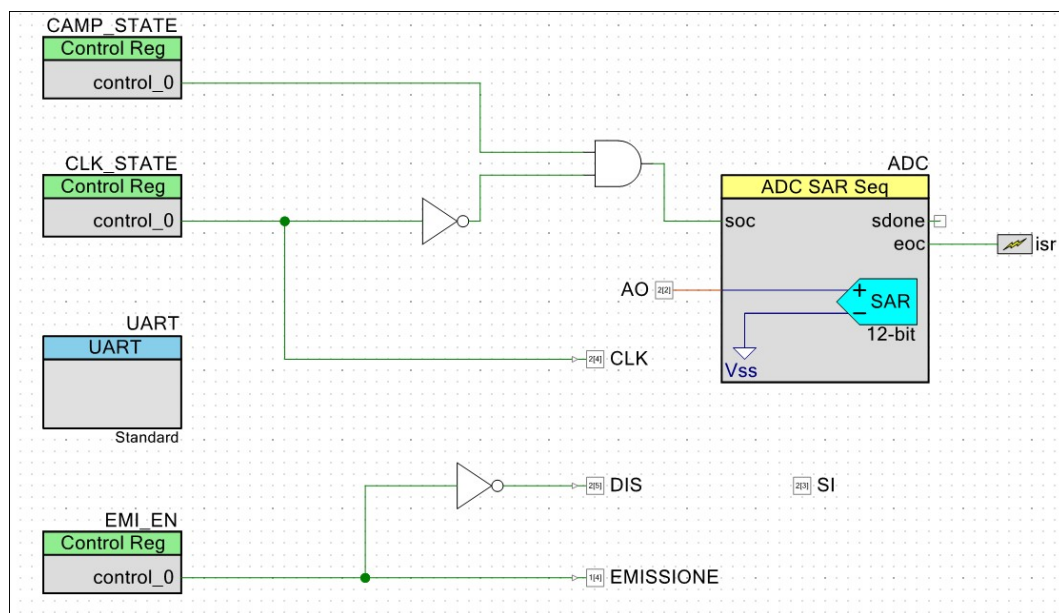 CAMP_STATE
Control Reg
control_0
CLK_STATE
Control Reg
control_0
ADC
ADC SAR Seq
soc
sdone
eoc
isr
AO
2[2]
+
SAR
−
12-bit
Vss
UART
UART
Standard
2[4]
CLK
2[5]
DIS
2[3]
SI
EMI_EN
Control Reg
control_0
1[4]
EMISSIONE